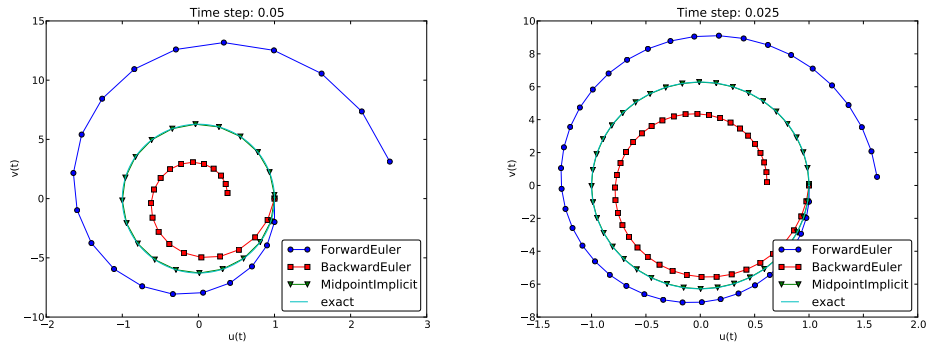 Time step: 0.05
15
10
5
0
−5
−10
v(t)
−2
−1
0
1
2
3
u(t)
ForwardEuler
BackwardEuler
MidpointImplicit
exact
Time step: 0.025
10
8
6
4
2
0
−2
−4
−6
−8
v(t)
−1.5
−1.0
−0.5
0.0
0.5
1.0
1.5
2.0
u(t)
ForwardEuler
BackwardEuler
MidpointImplicit
exact